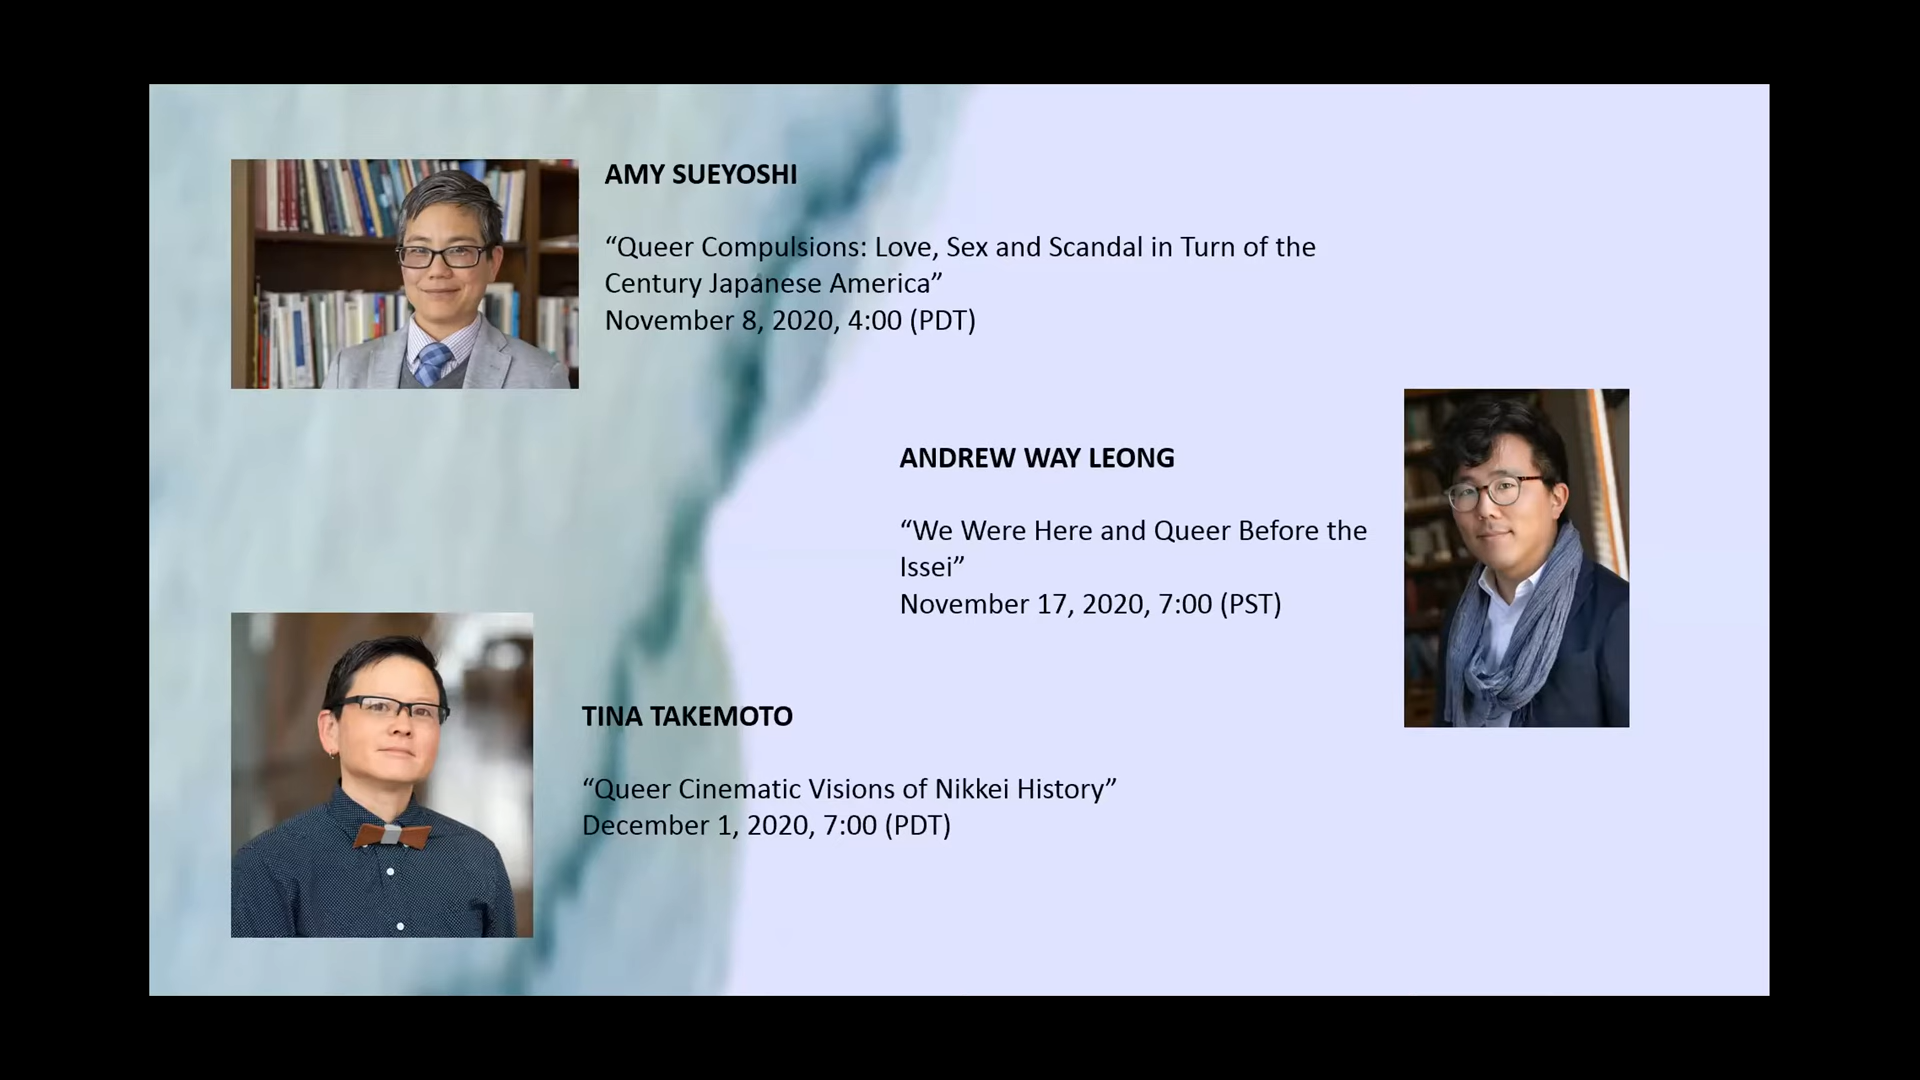 AMY SUEYOSHI
“Queer Compulsions: Love, Sex and Scandal in Turn of the
Century Japanese America”
November 8, 2020, 4:00 (PDT)
ANDREW WAY LEONG
“We Were Here and Queer Before the
Issei”
November 17, 2020, 7:00 (PST)
TINA TAKEMOTO
“Queer Cinematic Visions of Nikkei History”
December 1, 2020, 7:00 (PDT)